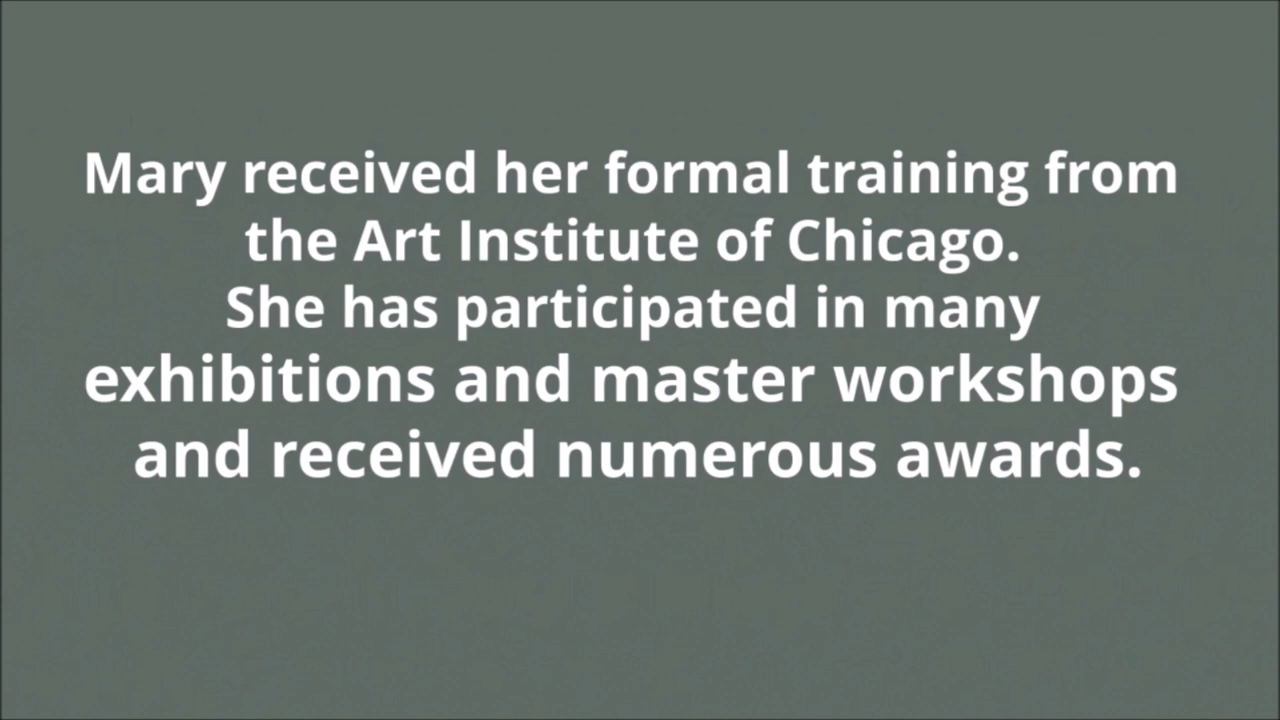 Mary received her formal training from
the Art Institute of Chicago.
She has participated in many
exhibitions and master workshops
and received numerous awards.